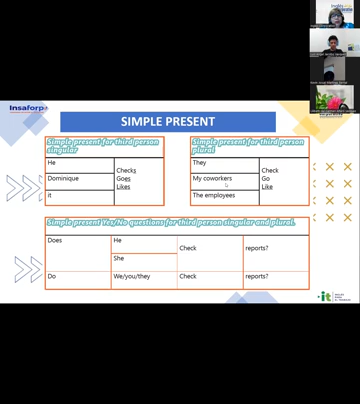 Insaforp
SIMPLE PRESENT
Simple present for third person
singular
He
Dominique
it
Checks
Goes
Likes
Simple present for third person
plural
They
My coworkers
The employees
Check
Go
Like
Simple present Yes/No questions for third person singular and plural.
Does
He
She
Check
reports?
Do
We/you/they
Check
reports?
it